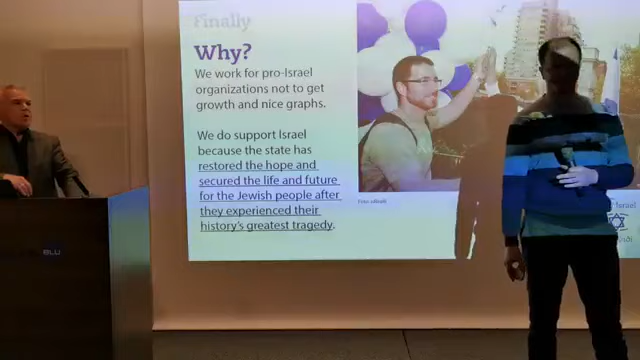 Finally
Why?
We work for pro-Israel
organizations not to get
growth and nice graphs.
We do support Israel
because the state has
restored the hope and
secured the life and future
for the Jewish people after
they experienced their
history's greatest tragedy.
Israel
BLU